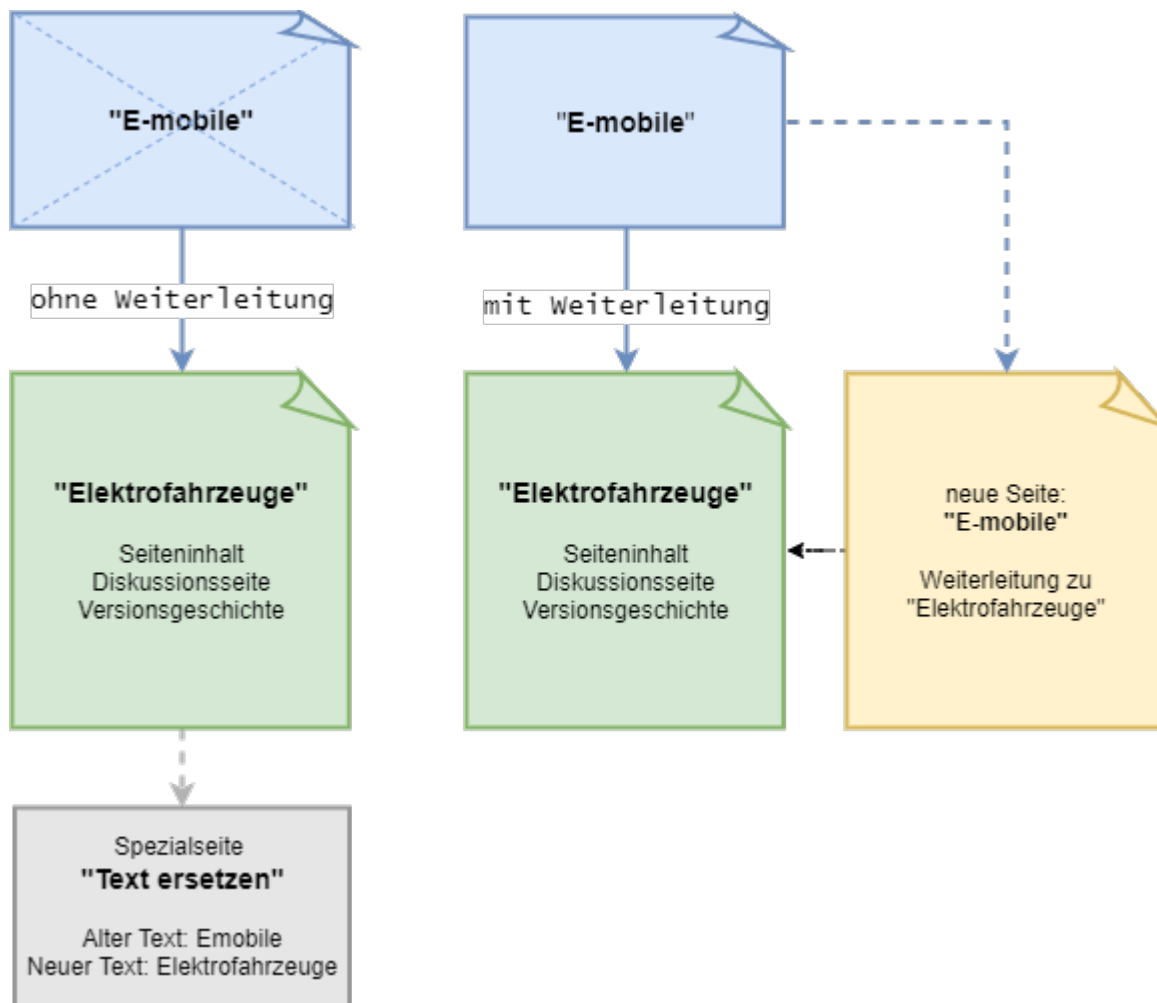 "E-mobile"
ohne Weiterleitung
"Elektrofahrzeuge"
Seiteninhalt
Diskussionsseite
Versionsgeschichte
Spezialseite
"Text ersetzen"
Alter Text: Emobile
Neuer Text: Elektrofahrzeuge
"E-mobile"
mit Weiterleitung
"Elektrofahrzeuge"
Seiteninhalt
Diskussionsseite
Versionsgeschichte
neue Seite:
"E-mobile"
Weiterleitung zu
"Elektrofahrzeuge"